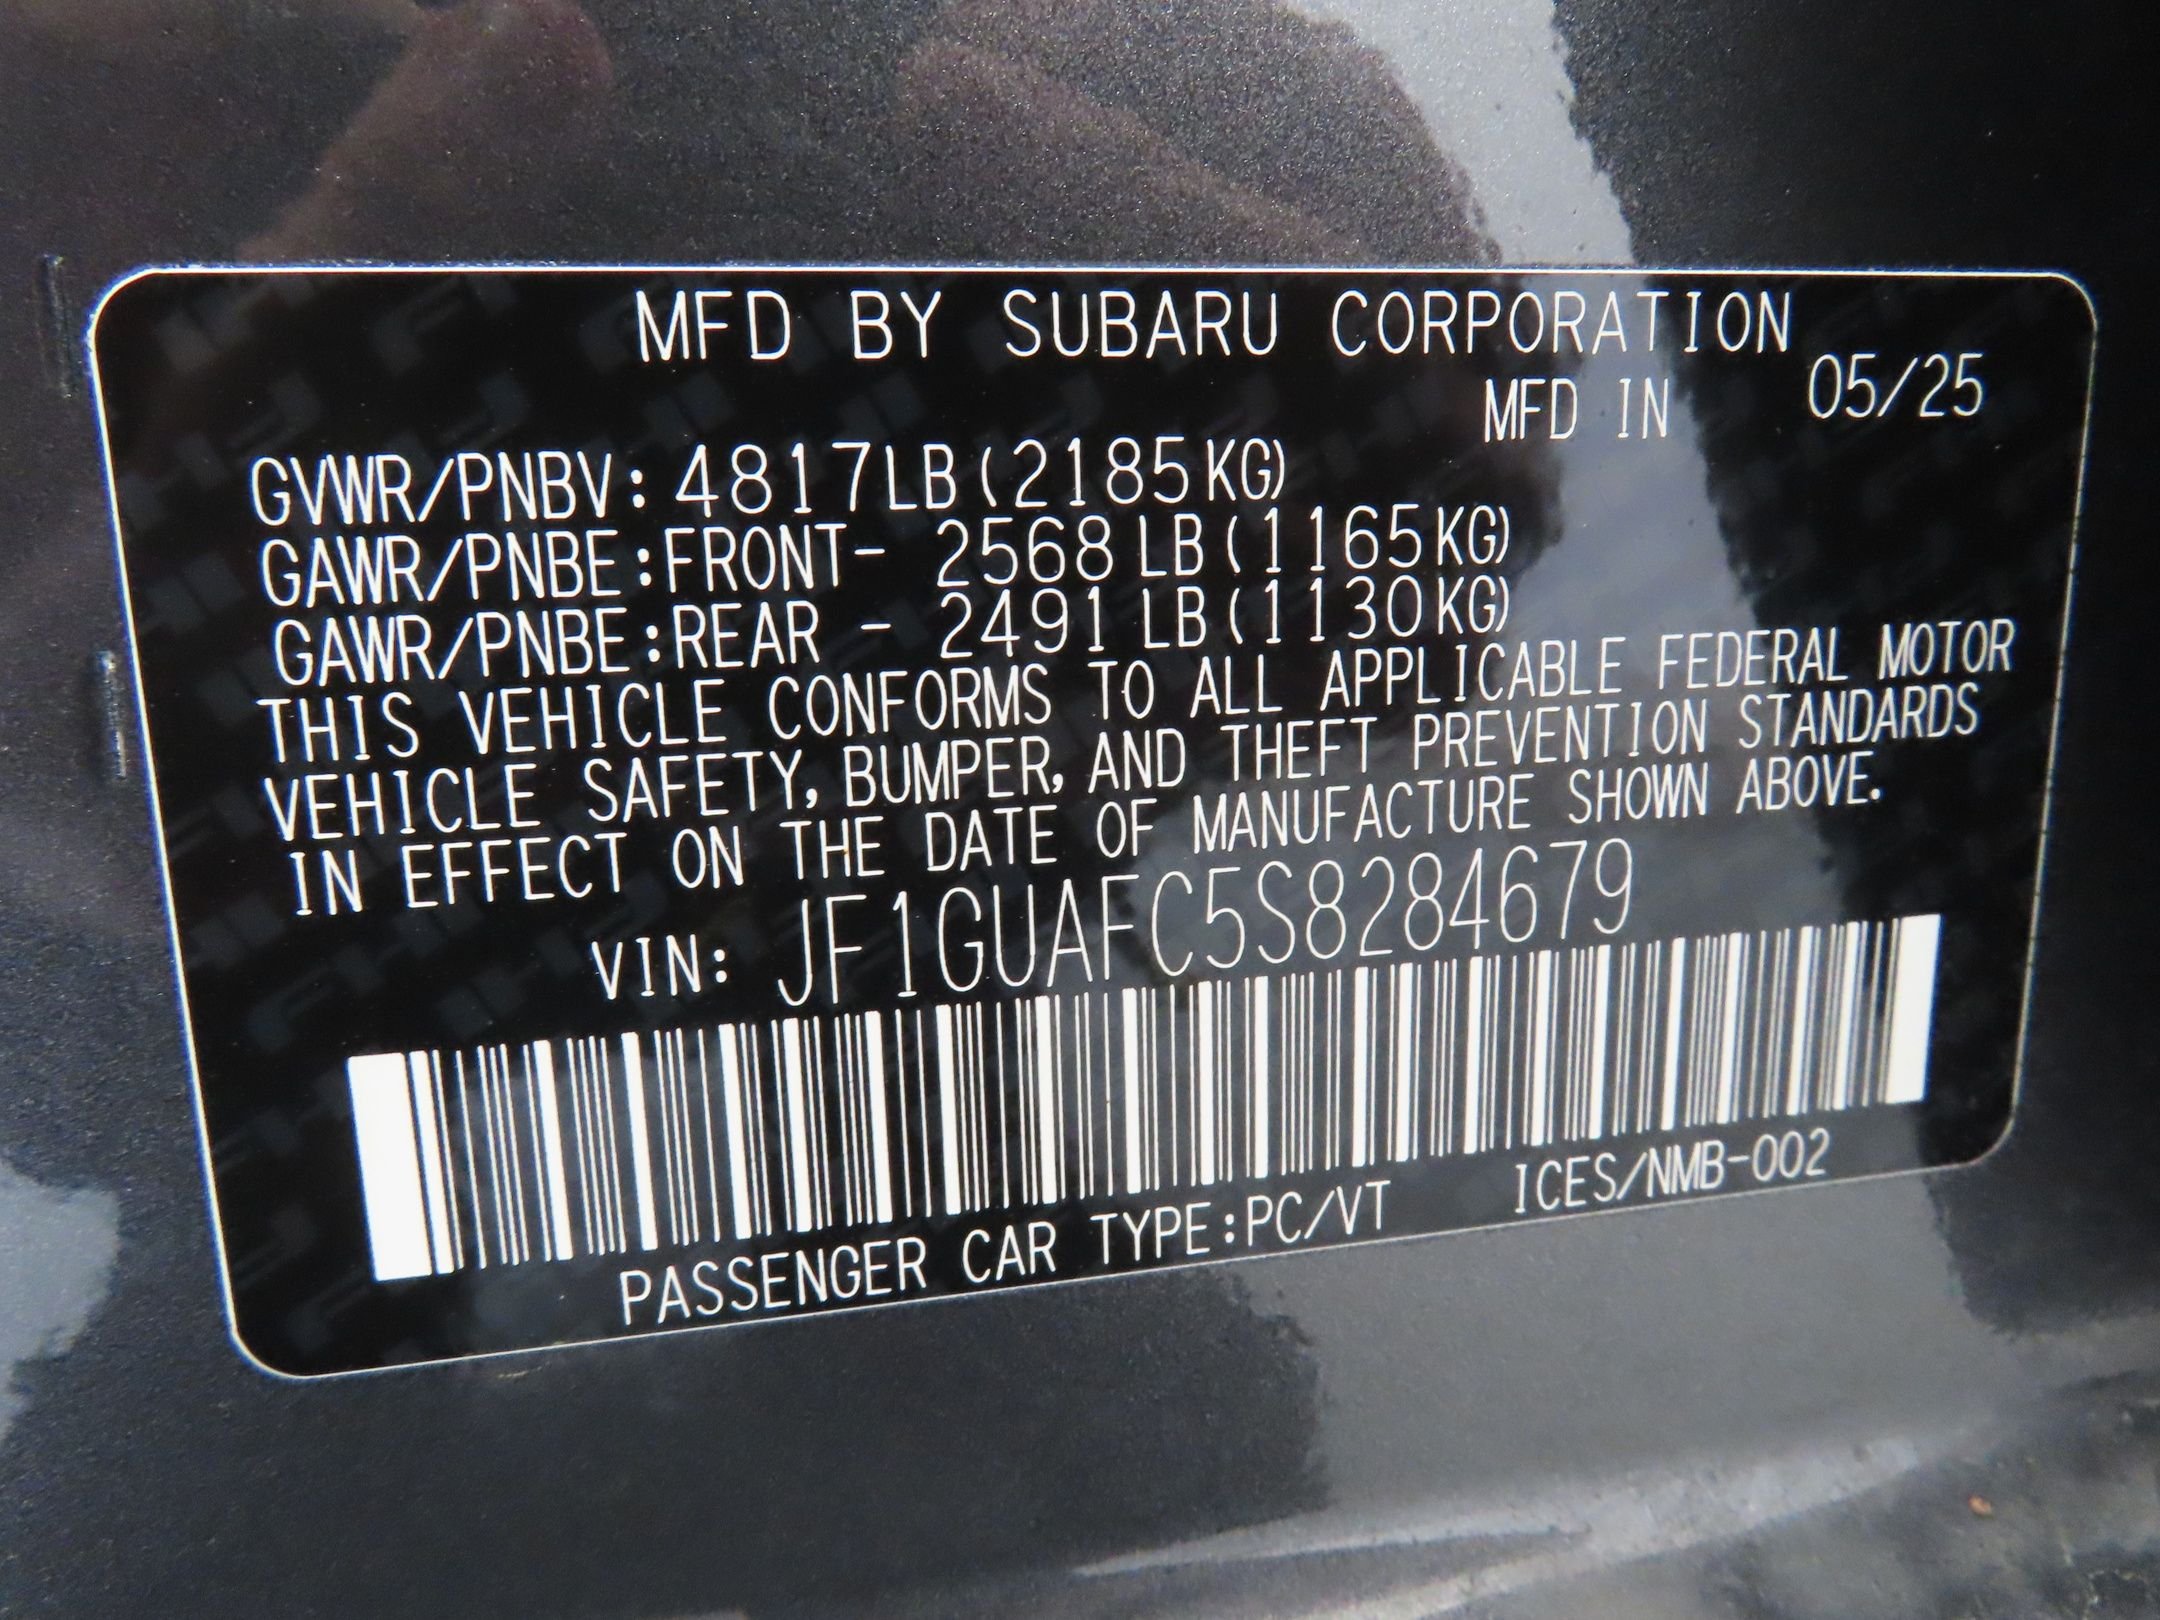 MFD BY SUBARU CORPORATION
MFD IN 05/25
GVWR/PNBV: 4817LB(2185KG)
GAWR/PNBE:FRONT- 2568 LB(1165KG)
GAWR/PNBE:REAR - 2491 LB(1130KG)
THIS VEHICLE CONFORMS TO ALL APPLICABLE FEDERAL MOTOR
VEHICLE SAFETY, BUMPER, AND THEFT PREVENTION STANDARDS
IN EFFECT ON THE DATE OF MANUFACTURE SHOWN ABOVE.
VIN: JF1GUAFC5S8284679
PASSENGER CAR TYPE:PC/VT ICES/NMB-002